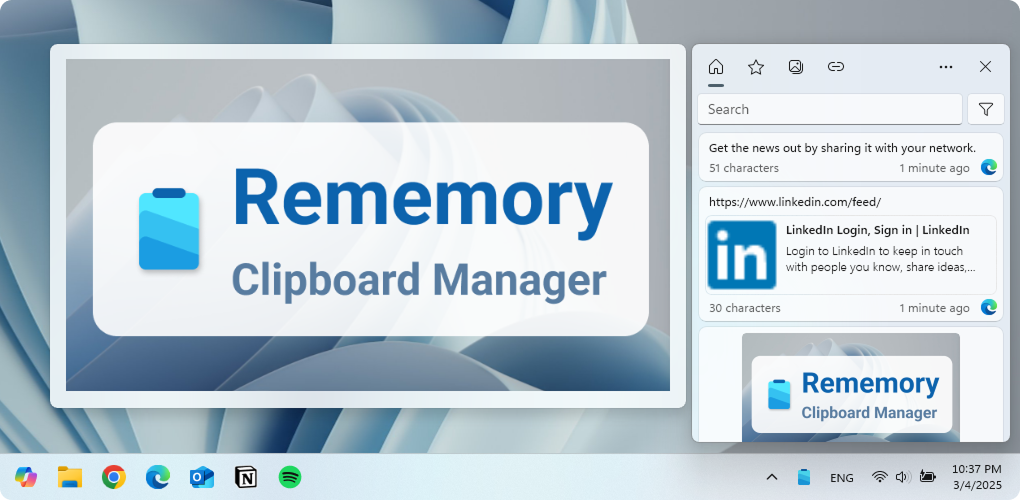 Rememory
Clipboard Manager
Search
Get the news out by sharing it with your network.
51 characters
1 minute ago
https://www.linkedin.com/feed/
in
LinkedIn Login, Sign in | LinkedIn
Login to LinkedIn to keep in touch
with people you know, share ideas,...
30 characters
1 minute ago
Rememory
Clipboard Manager
ENG
10:37 PM
3/4/2025